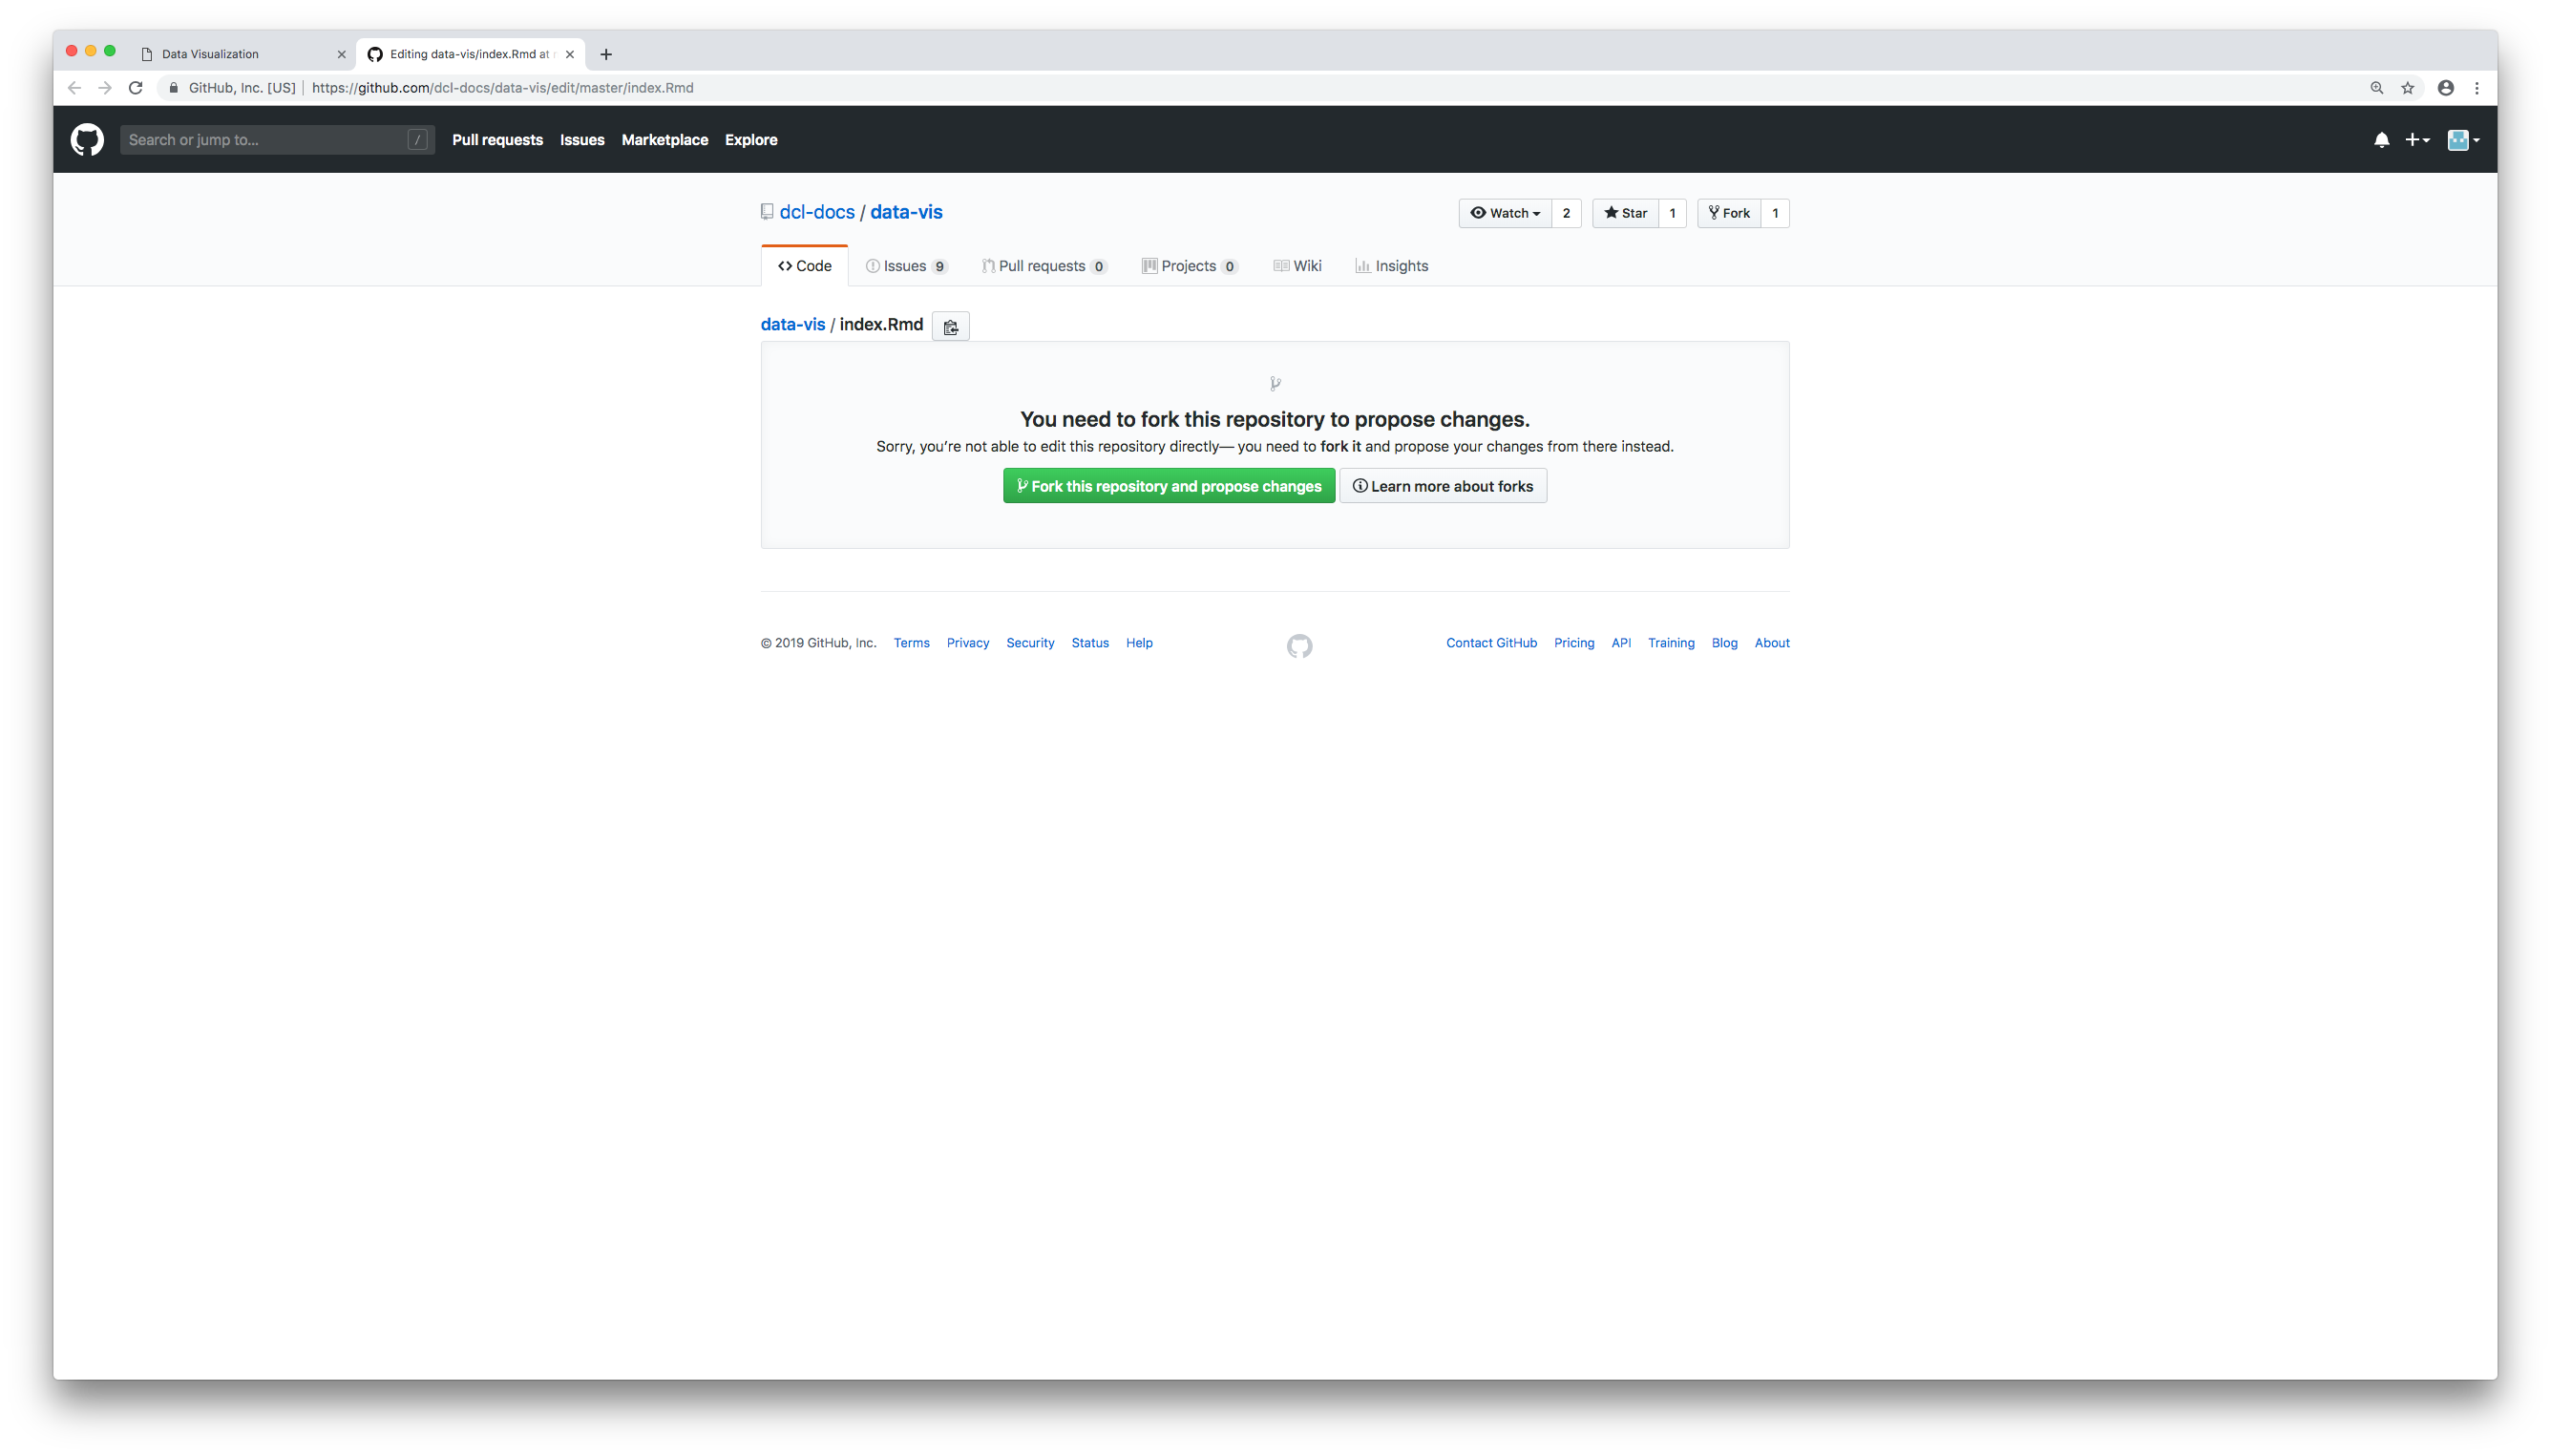 Data Visualization
Editing data-vis/index.Rmd at
GitHub, Inc. [US] https://github.com/dcl-docs/data-vis/edit/master/index.Rmd
Search or jump to... /
Pull requests Issues Marketplace Explore
dcl-docs / data-vis
Watch 2 Star 1 Fork 1
Code Issues 9 Pull requests 0 Projects 0 Wiki Insights
data-vis / index.Rmd
You need to fork this repository to propose changes.
Sorry, you’re not able to edit this repository directly— you need to fork it and propose your changes from there instead.
Fork this repository and propose changes Learn more about forks
© 2019 GitHub, Inc. Terms Privacy Security Status Help Contact GitHub Pricing API Training Blog About